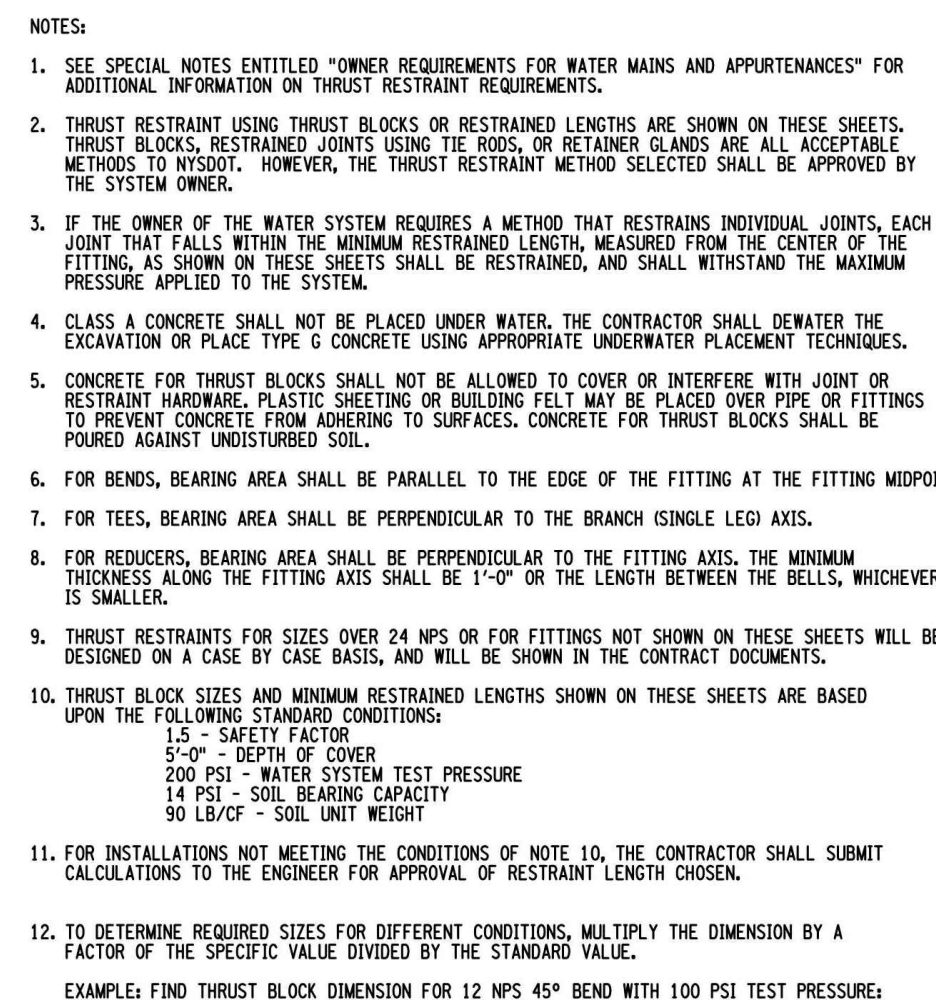 NOTES:
1. SEE SPECIAL NOTES ENTITLED "OWNER REQUIREMENTS FOR WATER MAINS AND APPURTENANCES" FOR
ADDITIONAL INFORMATION ON THRUST RESTRAINT REQUIREMENTS.
2. THRUST RESTRAINT USING THRUST BLOCKS OR RESTRAINED LENGTHS ARE SHOWN ON THESE SHEETS.
THRUST BLOCKS, RESTRAINED JOINTS USING TIE RODS, OR RETAINER GLANDS ARE ALL ACCEPTABLE
METHODS TO NYSDOT. HOWEVER, THE THRUST RESTRAINT METHOD SELECTED SHALL BE APPROVED BY
THE SYSTEM OWNER.
3. IF THE OWNER OF THE WATER SYSTEM REQUIRES A METHOD THAT RESTRAINS INDIVIDUAL JOINTS, EACH
JOINT THAT FALLS WITHIN THE MINIMUM RESTRAINED LENGTH, MEASURED FROM THE CENTER OF THE
FITTING, AS SHOWN ON THESE SHEETS SHALL BE RESTRAINED, AND SHALL WITHSTAND THE MAXIMUM
PRESSURE APPLIED TO THE SYSTEM.
4. CLASS A CONCRETE SHALL NOT BE PLACED UNDER WATER. THE CONTRACTOR SHALL DEWATER THE
EXCAVATION OR PLACE TYPE G CONCRETE USING APPROPRIATE UNDERWATER PLACEMENT TECHNIQUES.
5. CONCRETE FOR THRUST BLOCKS SHALL NOT BE ALLOWED TO COVER OR INTERFERE WITH JOINT OR
RESTRAINT HARDWARE. PLASTIC SHEETING OR BUILDING FELT MAY BE PLACED OVER PIPE OR FITTINGS
TO PREVENT CONCRETE FROM ADHERING TO SURFACES. CONCRETE FOR THRUST BLOCKS SHALL BE
POURED AGAINST UNDISTURBED SOIL.
6. FOR BENDS, BEARING AREA SHALL BE PARALLEL TO THE EDGE OF THE FITTING AT THE FITTING MIDPOI
7. FOR TEES, BEARING AREA SHALL BE PERPENDICULAR TO THE BRANCH (SINGLE LEG) AXIS.
8. FOR REDUCERS, BEARING AREA SHALL BE PERPENDICULAR TO THE FITTING AXIS. THE MINIMUM
THICKNESS ALONG THE FITTING AXIS SHALL BE 1'-0" OR THE LENGTH BETWEEN THE BELLS, WHICHEVER
IS SMALLER.
9. THRUST RESTRAINTS FOR SIZES OVER 24 NPS OR FOR FITTINGS NOT SHOWN ON THESE SHEETS WILL BE
DESIGNED ON A CASE BY CASE BASIS, AND WILL BE SHOWN IN THE CONTRACT DOCUMENTS.
10. THRUST BLOCK SIZES AND MINIMUM RESTRAINED LENGTHS SHOWN ON THESE SHEETS ARE BASED
UPON THE FOLLOWING STANDARD CONDITIONS:
1.5 - SAFETY FACTOR
5'-0" - DEPTH OF COVER
200 PSI - WATER SYSTEM TEST PRESSURE
14 PSI - SOIL BEARING CAPACITY
90 LB/CF - SOIL UNIT WEIGHT
11. FOR INSTALLATIONS NOT MEETING THE CONDITIONS OF NOTE 10, THE CONTRACTOR SHALL SUBMIT
CALCULATIONS TO THE ENGINEER FOR APPROVAL OF RESTRAINT LENGTH CHOSEN.
12. TO DETERMINE REQUIRED SIZES FOR DIFFERENT CONDITIONS, MULTIPLY THE DIMENSION BY A
FACTOR OF THE SPECIFIC VALUE DIVIDED BY THE STANDARD VALUE.
EXAMPLE: FIND THRUST BLOCK DIMENSION FOR 12 NPS 45° BEND WITH 100 PSI TEST PRESSURE: